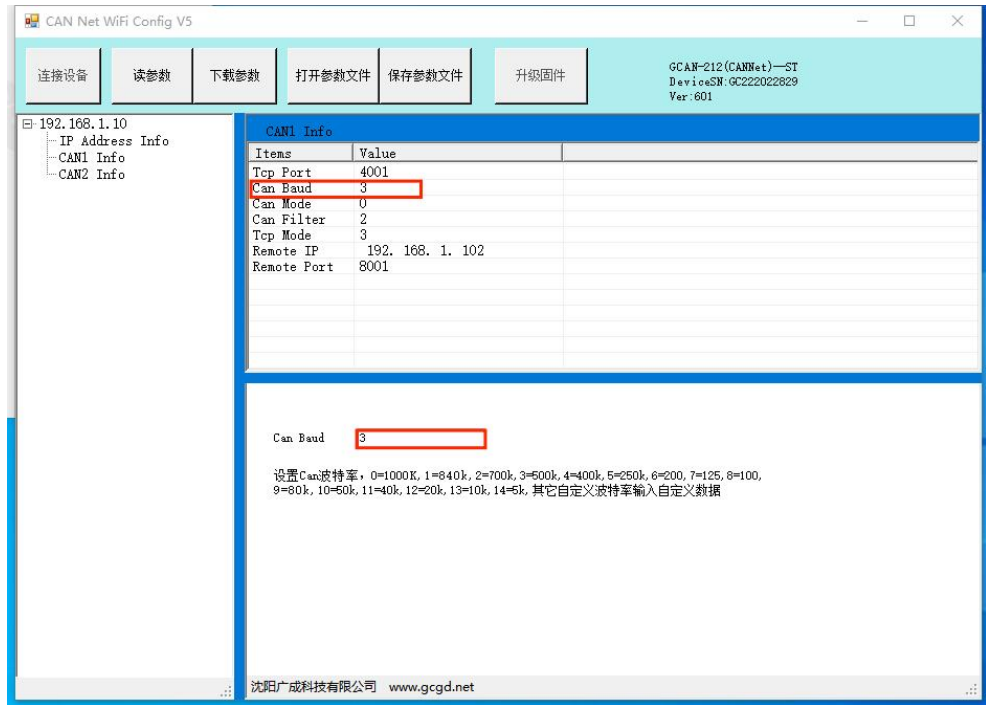 CAN Net WiFi Config V5
连接设备 读参数 下载参数 打开参数文件 保存参数文件 升级固件
GCAN-212(CANNet)—ST
DeviceSN:GC222022829
Ver:601
192.168.1.10
IP Address Info
CAN1 Info
CAN2 Info
CAN1 Info
Items Value
Tcp Port 4001
Can Baud 3
Can Mode 0
Can Filter 2
Tcp Mode 3
Remote IP 192. 168. 1. 102
Remote Port 8001
Can Baud 3
设置Can波特率，0=1000K, 1=840k, 2=700k, 3=500k, 4=400k, 5=250k, 6=200, 7=125, 8=100,
9=80k, 10=50k, 11=40k, 12=20k, 13=10k, 14=5k, 其它自定义波特率输入自定义数据
沈阳广成科技有限公司 www.gcgd.net